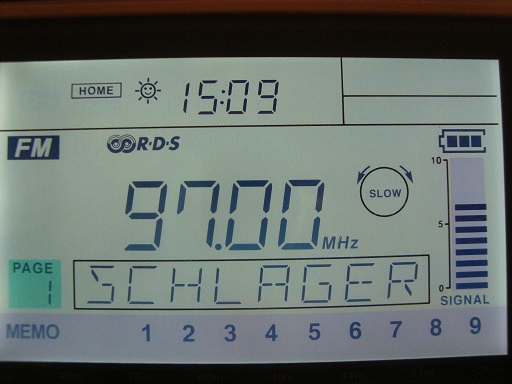 HOME 15:09
FM R·D·S
10
SLOW
97.00 MHz
5
PAGE 1
SCHLAGER
0
SIGNAL
MEMO 1 2 3 4 5 6 7 8 9